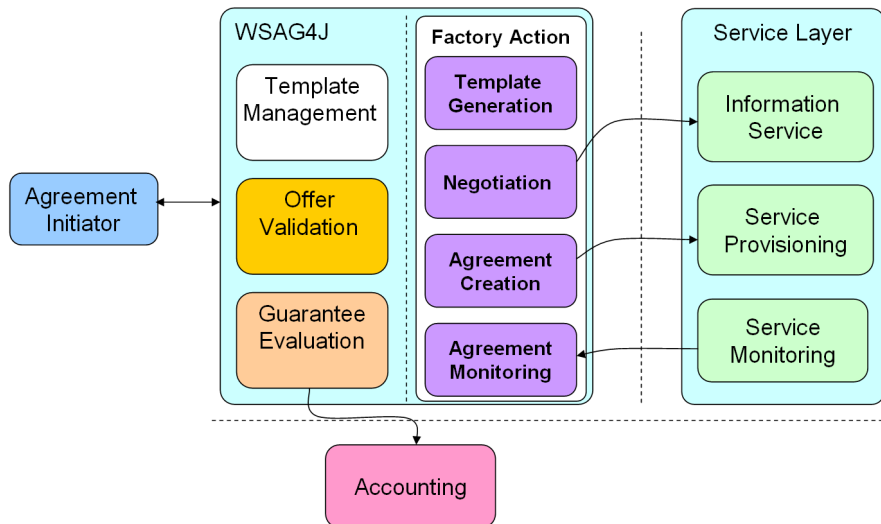 WSAG4J
Template
Management
Offer
Validation
Guarantee
Evaluation
Factory Action
Template
Generation
Negotiation
Agreement
Creation
Agreement
Monitoring
Service Layer
Information
Service
Service
Provisioning
Service
Monitoring
Agreement
Initiator
Accounting